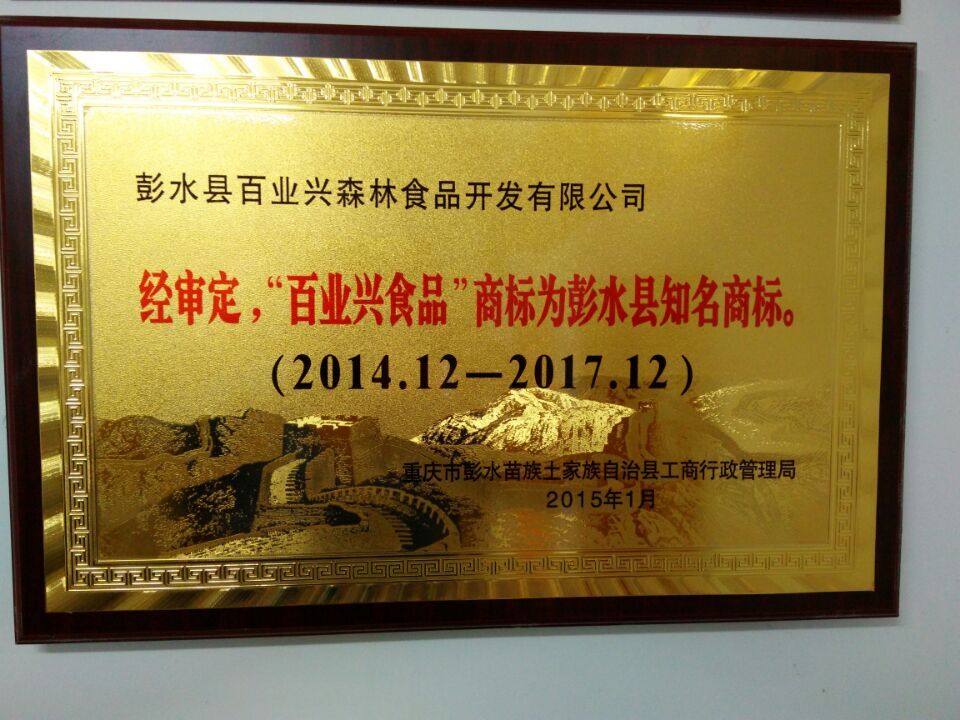 彭水县百业兴森林食品开发有限公司
经审定，“百业兴食品”商标为彭水县知名商标。
(2014.12—2017.12)
重庆市彭水苗族土家族自治县工商行政管理局
2015年1月